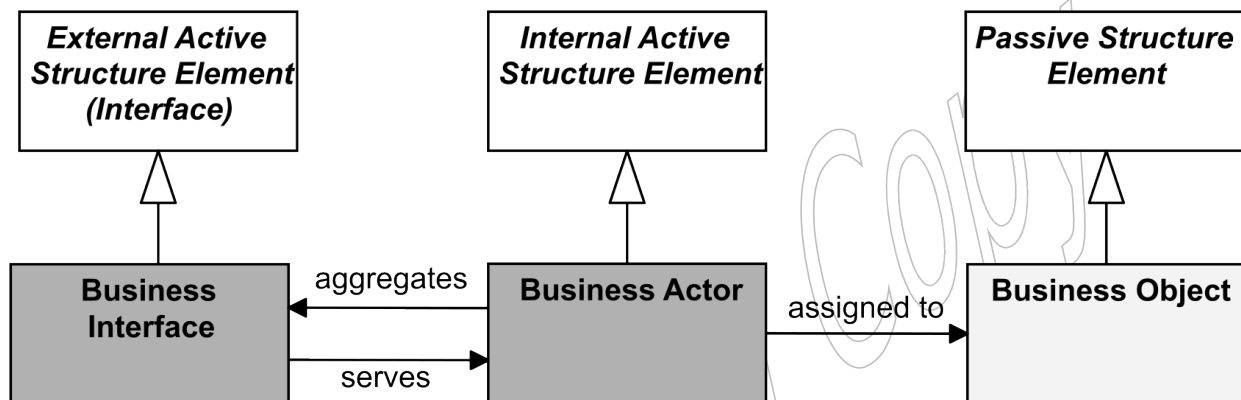 External Active
Structure Element
(Interface)
Internal Active
Structure Element
Passive Structure
Element
Business
Interface
aggregates
serves
Business Actor
assigned to
Business Object
Copy